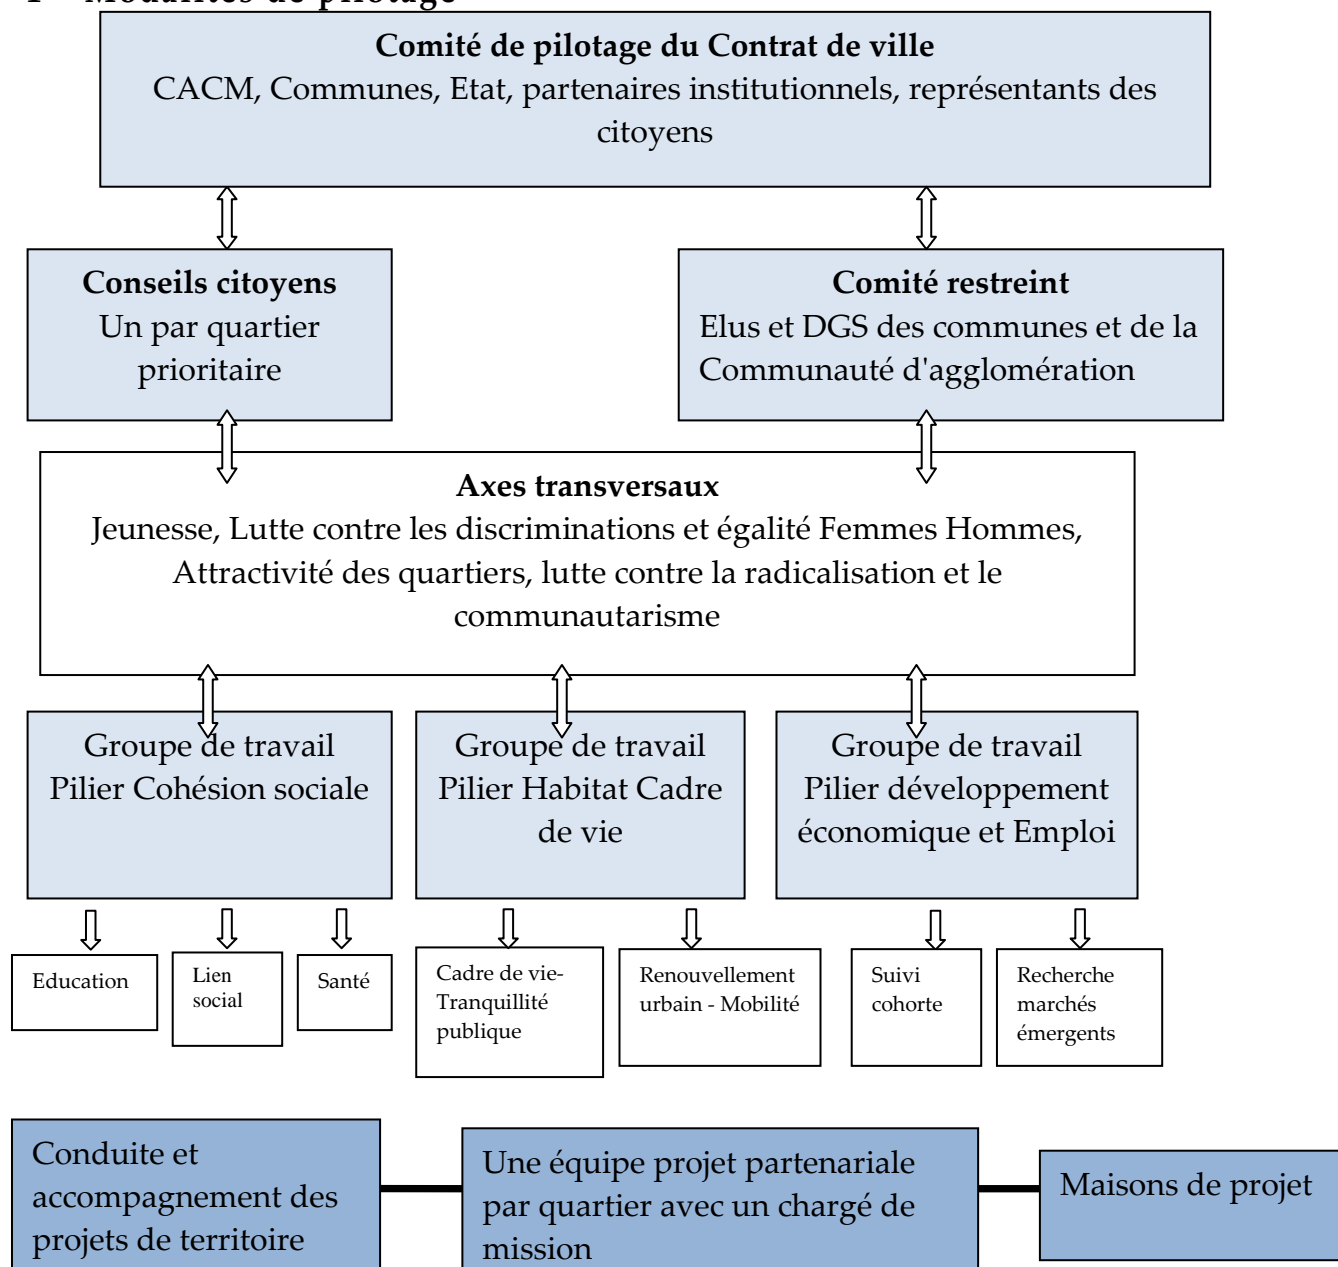 1 - Modalités de pilotage
Comité de pilotage du Contrat de ville
CACM, Communes, Etat, partenaires institutionnels, représentants des
citoyens
Conseils citoyens
Un par quartier
prioritaire
Comité restreint
Elus et DGS des communes et de la
Communauté d'agglomération
Axes transversaux
Jeunesse, Lutte contre les discriminations et égalité Femmes Hommes,
Attractivité des quartiers, lutte contre la radicalisation et le
communautarisme
Groupe de travail
Pilier Cohésion sociale
Groupe de travail
Pilier Habitat Cadre
de vie
Groupe de travail
Pilier développement
économique et Emploi
Education
Lien
social
Santé
Cadre de vie-
Tranquillité
publique
Renouvellement
urbain - Mobilité
Suivi
cohorte
Recherche
marchés
émergents
Conduite et
accompagnement des
projets de territoire
Une équipe projet partenariale
par quartier avec un chargé de
mission
Maisons de projet